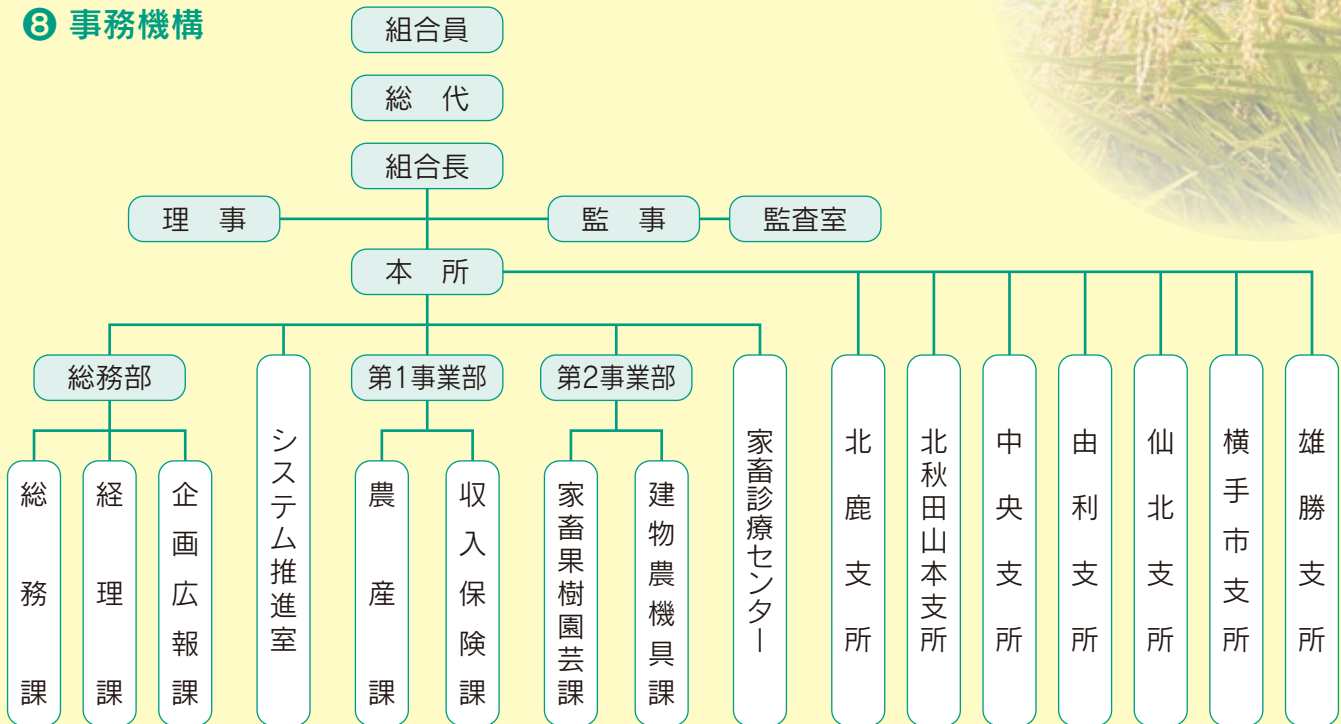 ❽ 事務機構
組合員
総　代
組合長
理　事
監　事
監査室
本　所
総務部
総務課
経理課
企画広報課
システム推進室
第1事業部
農産課
収入保険課
第2事業部
家畜果樹園芸課
建物農機具課
家畜診療センター
北鹿支所
北秋田山本支所
中央支所
由利支所
仙北支所
横手市支所
雄勝支所